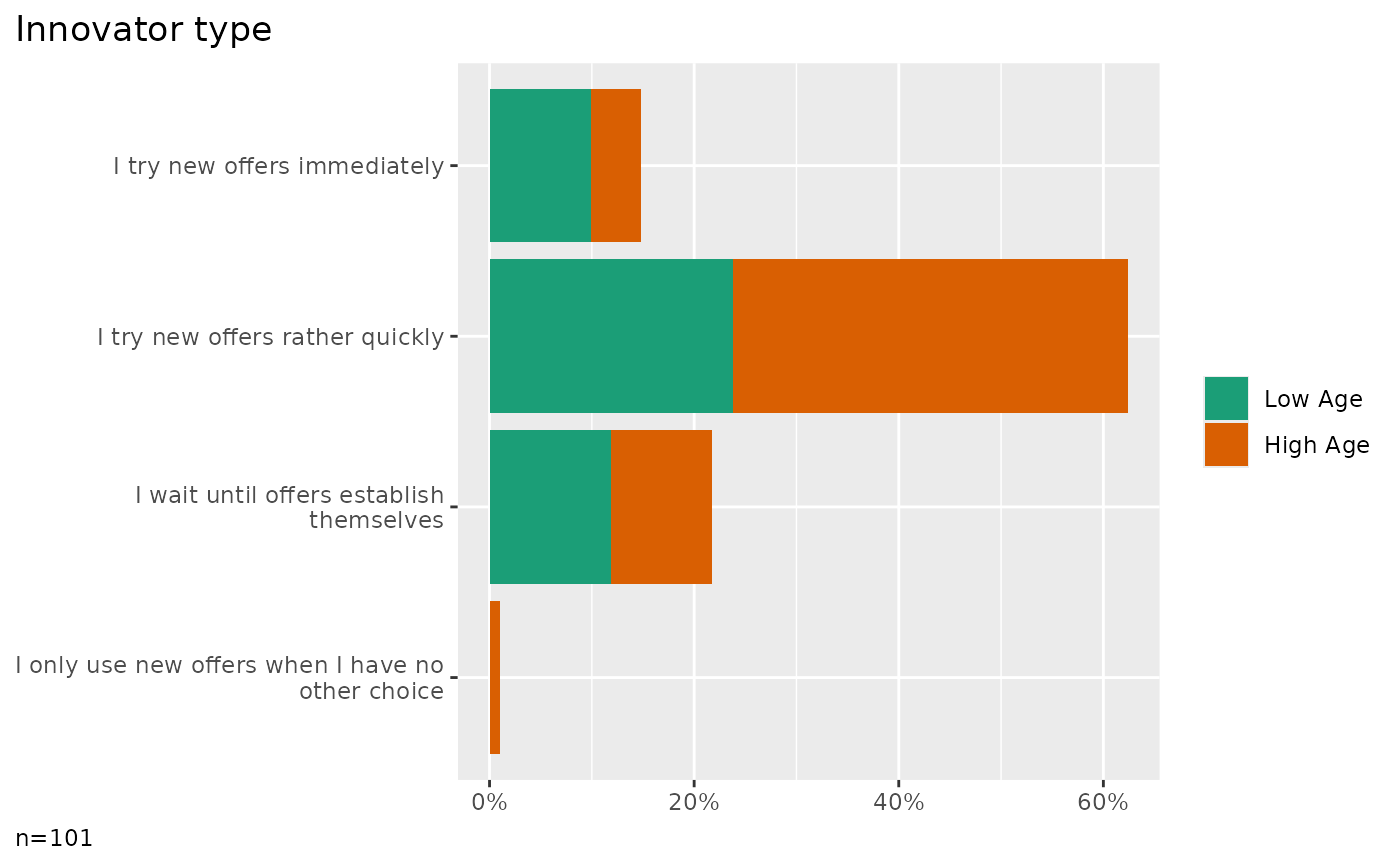 Innovator type
I try new offers immediately
I try new offers rather quickly
I wait until offers establish
themselves
I only use new offers when I have no
other choice
0% 20% 40% 60%
Low Age
High Age
n=101